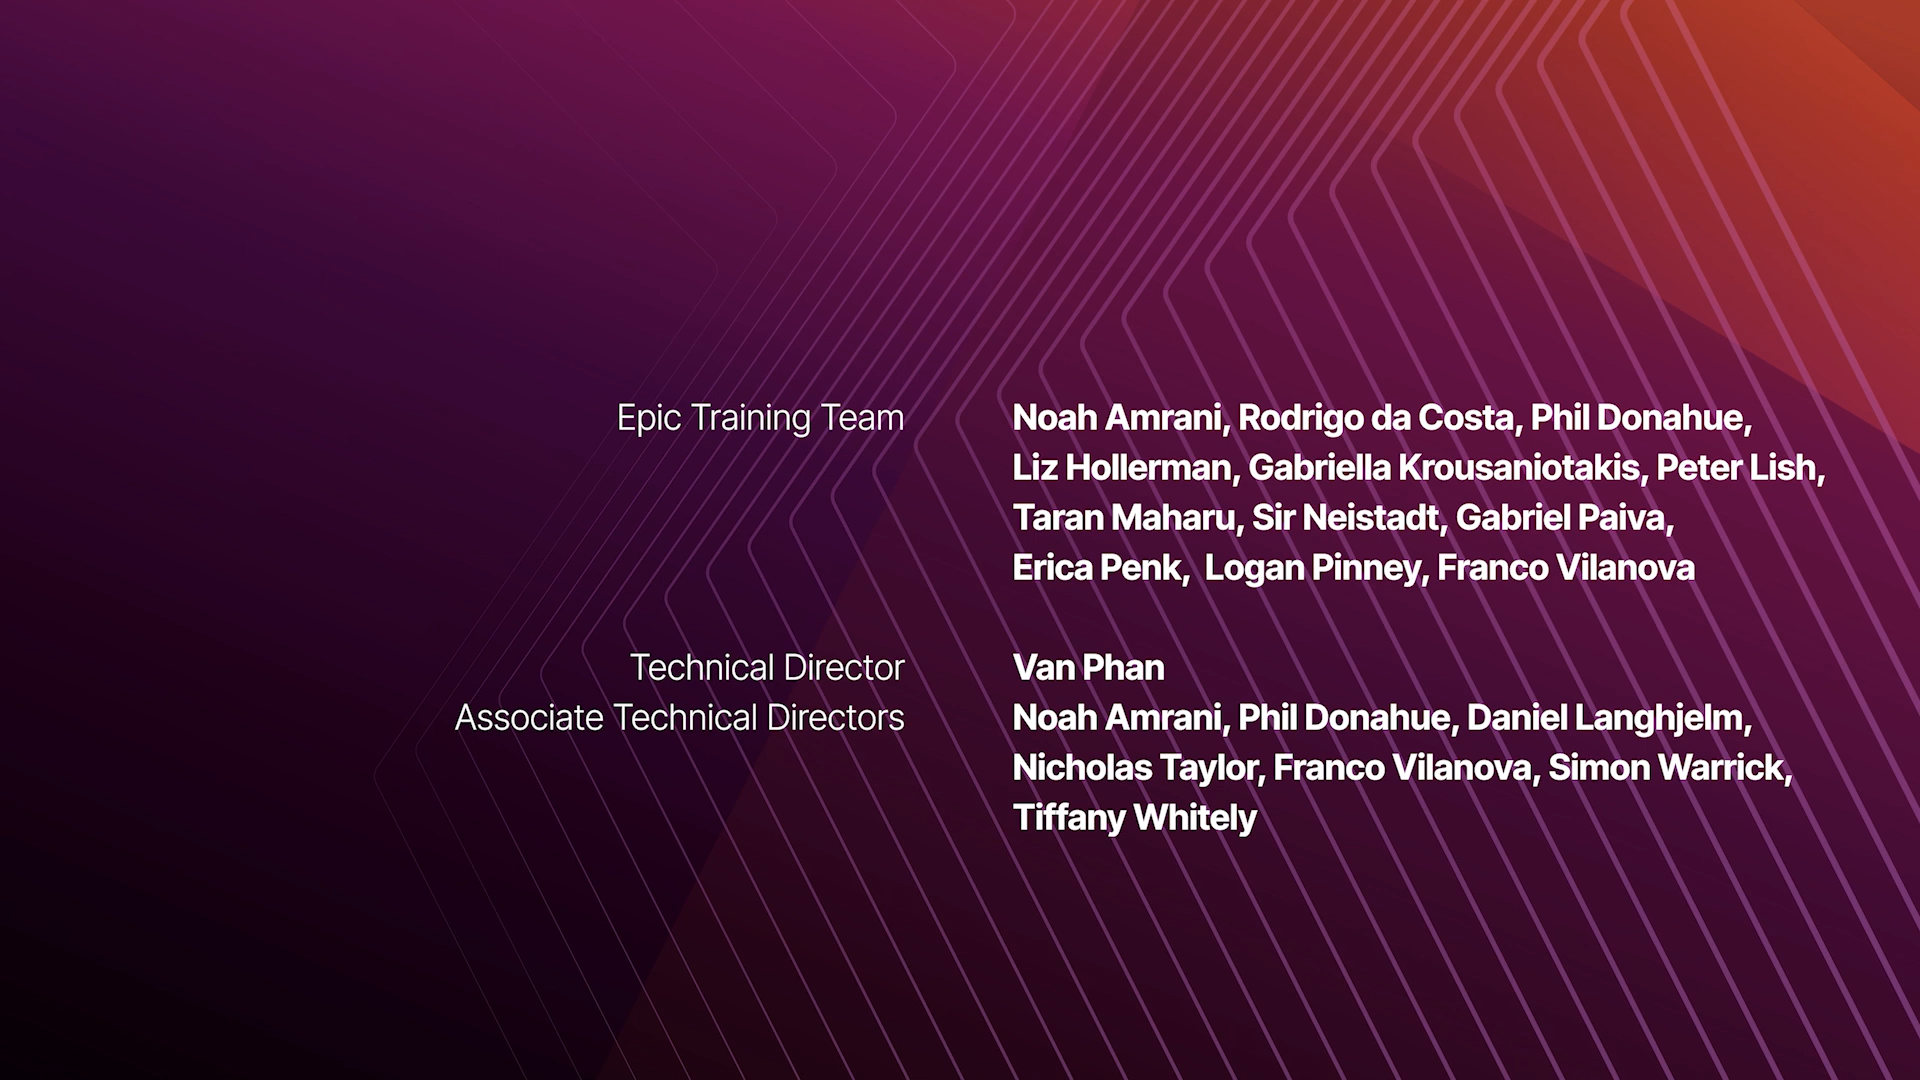 Epic Training Team Noah Amrani, Rodrigo da Costa, Phil Donahue,
Liz Hollerman, Gabriella Krousaniotakis, Peter Lish,
Taran Maharu, Sir Neistadt, Gabriel Paiva,
Erica Penk, Logan Pinney, Franco Vilanova
Technical Director Van Phan
Associate Technical Directors Noah Amrani, Phil Donahue, Daniel Langhjelm,
Nicholas Taylor, Franco Vilanova, Simon Warrick,
Tiffany Whitely